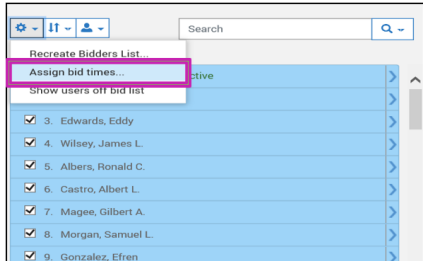 Search
Recreate Bidders List...
Assign bid times...
ctive
Show users off bid list
3. Edwards, Eddy
4. Wilsey, James L.
5. Albers, Ronald C.
6. Castro, Albert L.
7. Magee, Gilbert A.
8. Morgan, Samuel L.
9. Gonzalez, Efren